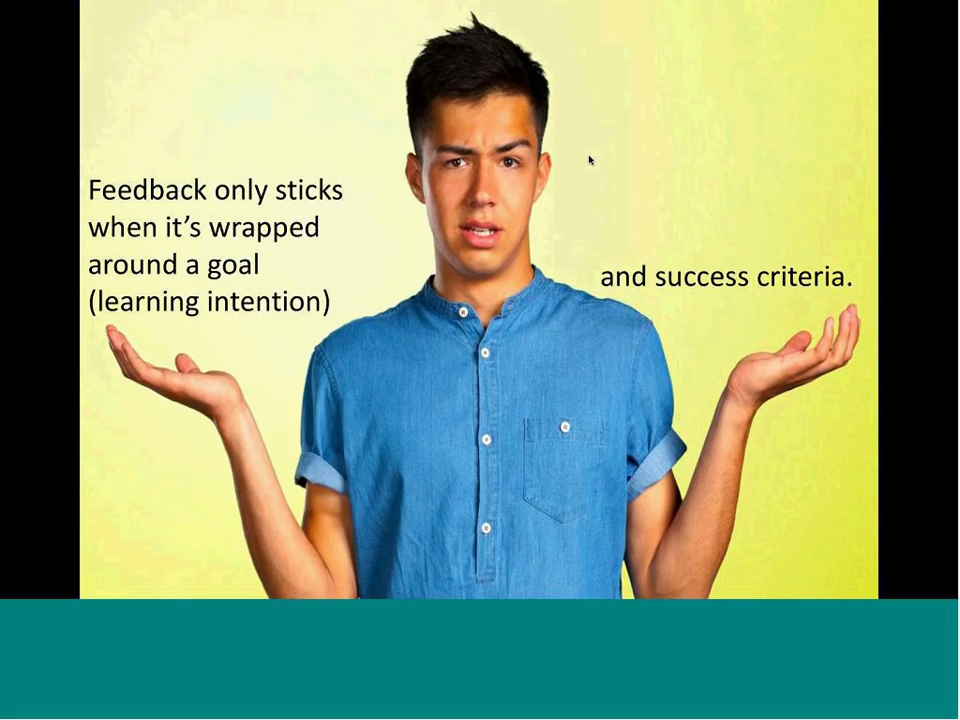 Feedback only sticks
when it’s wrapped
around a goal
(learning intention)
and success criteria.